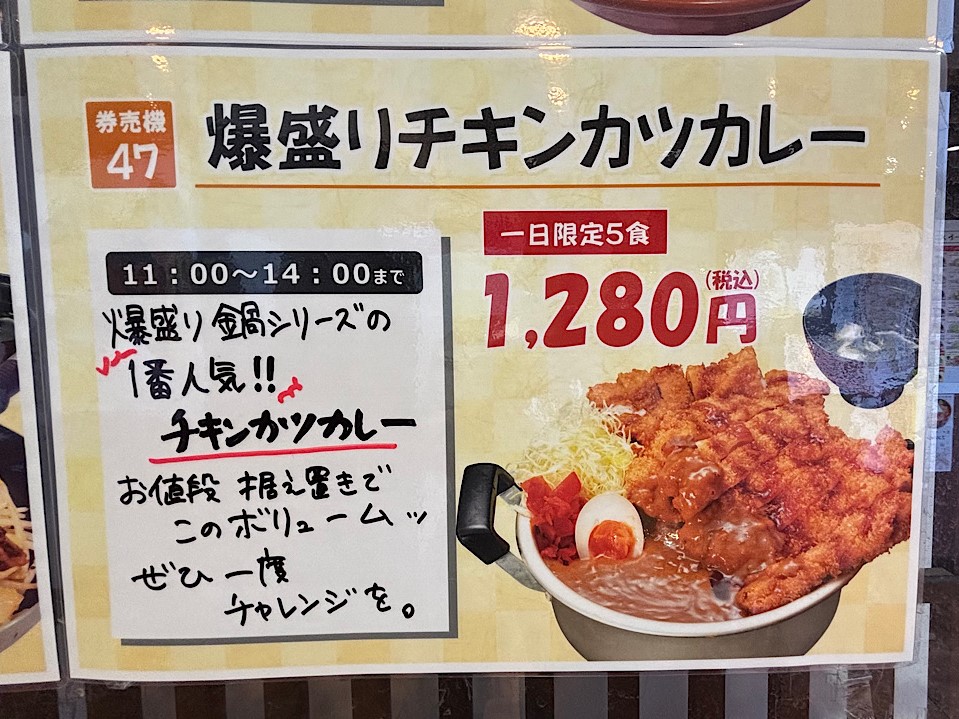 券売機
47
爆盛りチキンカツカレー
一日限定5食
1,280円(税込)
11:00～14:00まで
爆盛り鍋シリーズの
1番人気!!
チキンカツカレー
お値段 据え置きで
このボリュームッ
ぜひ 一度
チャレンジを。